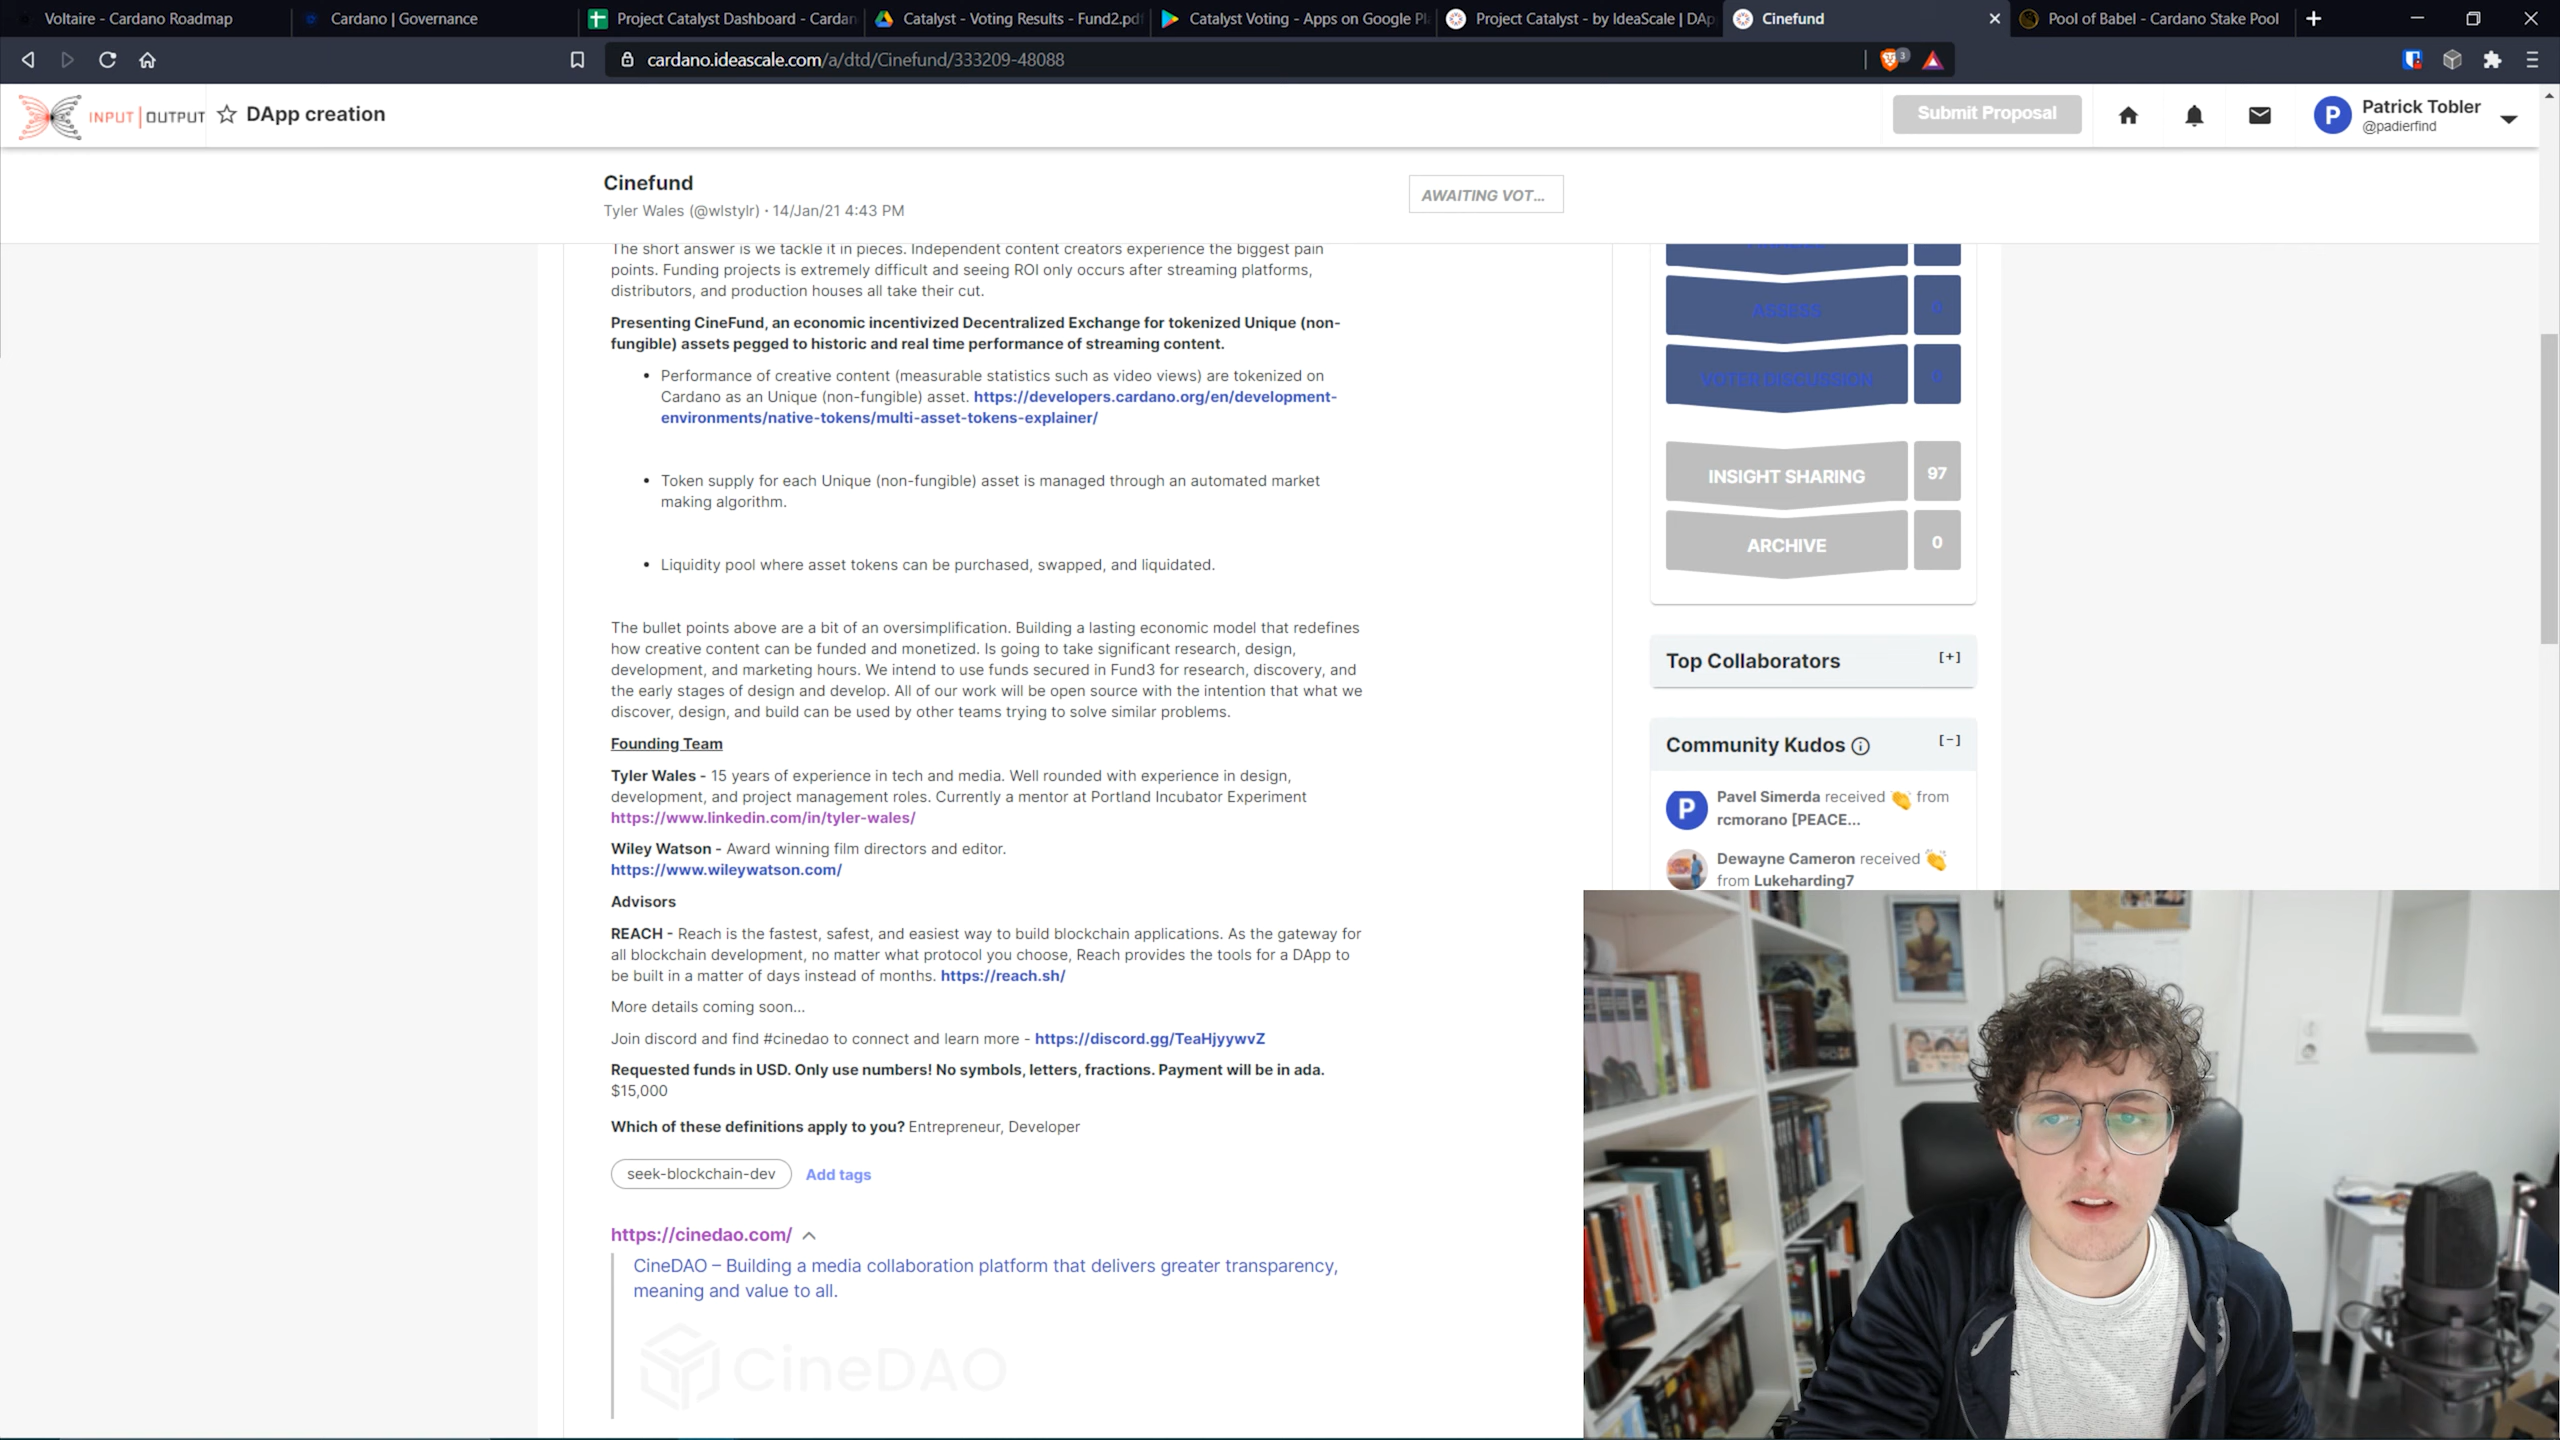 Voltaire - Cardano Roadmap
Cardano | Governance
Project Catalyst Dashboard - Cardan
Catalyst - Voting Results - Fund2.pdf
Catalyst Voting - Apps on Google Pl
Project Catalyst - by IdeaScale | DAp
Cinefund
Pool of Babel - Cardano Stake Pool
cardano.ideascale.com/a/dtd/Cinefund/333209-48088
3
INPUT | OUTPUT
DApp creation
Submit Proposal
P
Patrick Tobler
@padierfind
Cinefund
Tyler Wales (@wlstylr) · 14/Jan/21 4:43 PM
AWAITING VOT...
The short answer is we tackle it in pieces. Independent content creators experience the biggest pain
points. Funding projects is extremely difficult and seeing ROI only occurs after streaming platforms,
distributors, and production houses all take their cut.
Presenting CineFund, an economic incentivized Decentralized Exchange for tokenized Unique (non-
fungible) assets pegged to historic and real time performance of streaming content.
• Performance of creative content (measurable statistics such as video views) are tokenized on
Cardano as an Unique (non-fungible) asset. https://developers.cardano.org/en/development-
environments/native-tokens/multi-asset-tokens-explainer/
• Token supply for each Unique (non-fungible) asset is managed through an automated market
making algorithm.
• Liquidity pool where asset tokens can be purchased, swapped, and liquidated.
The bullet points above are a bit of an oversimplification. Building a lasting economic model that redefines
how creative content can be funded and monetized. Is going to take significant research, design,
development, and marketing hours. We intend to use funds secured in Fund3 for research, discovery, and
the early stages of design and develop. All of our work will be open source with the intention that what we
discover, design, and build can be used by other teams trying to solve similar problems.
Founding Team
Tyler Wales - 15 years of experience in tech and media. Well rounded with experience in design,
development, and project management roles. Currently a mentor at Portland Incubator Experiment
https://www.linkedin.com/in/tyler-wales/
Wiley Watson - Award winning film directors and editor.
https://www.wileywatson.com/
Advisors
REACH - Reach is the fastest, safest, and easiest way to build blockchain applications. As the gateway for
all blockchain development, no matter what protocol you choose, Reach provides the tools for a DApp to
be built in a matter of days instead of months. https://reach.sh/
More details coming soon...
Join discord and find #cinedao to connect and learn more - https://discord.gg/TeaHjyywvZ
Requested funds in USD. Only use numbers! No symbols, letters, fractions. Payment will be in ada.
$15,000
Which of these definitions apply to you? Entrepreneur, Developer
seek-blockchain-dev
Add tags
https://cinedao.com/
CineDAO – Building a media collaboration platform that delivers greater transparency,
meaning and value to all.
CineDAO
ASSESS 0
VOTER DISCUSSION 0
INSIGHT SHARING 97
ARCHIVE 0
Top Collaborators [+]
Community Kudos [-]
P
Pavel Simerda received from
rcmorano [PEACE...
Dewayne Cameron received
from Lukeharding7